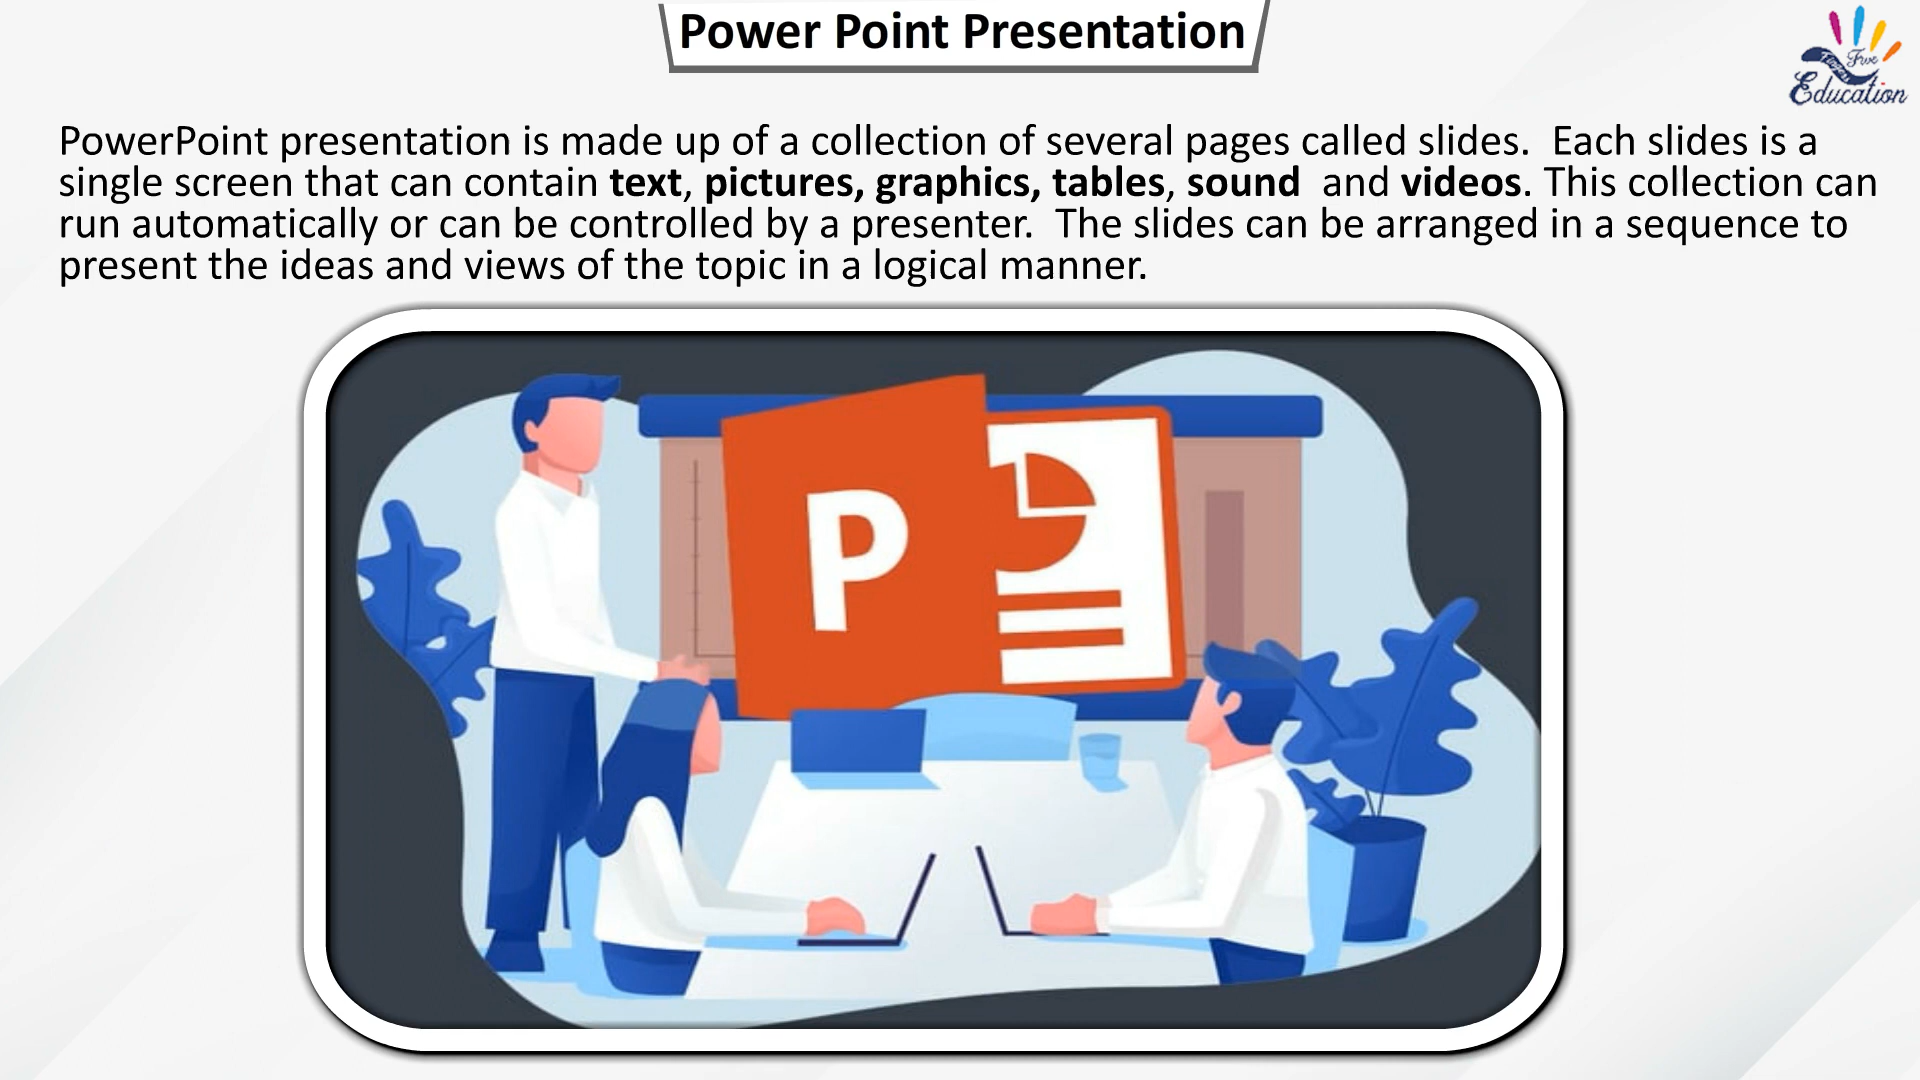 Power Point Presentation
Five
Fingers
Education
PowerPoint presentation is made up of a collection of several pages called slides.  Each slides is a
single screen that can contain text, pictures, graphics, tables, sound  and videos. This collection can
run automatically or can be controlled by a presenter.  The slides can be arranged in a sequence to
present the ideas and views of the topic in a logical manner.
P